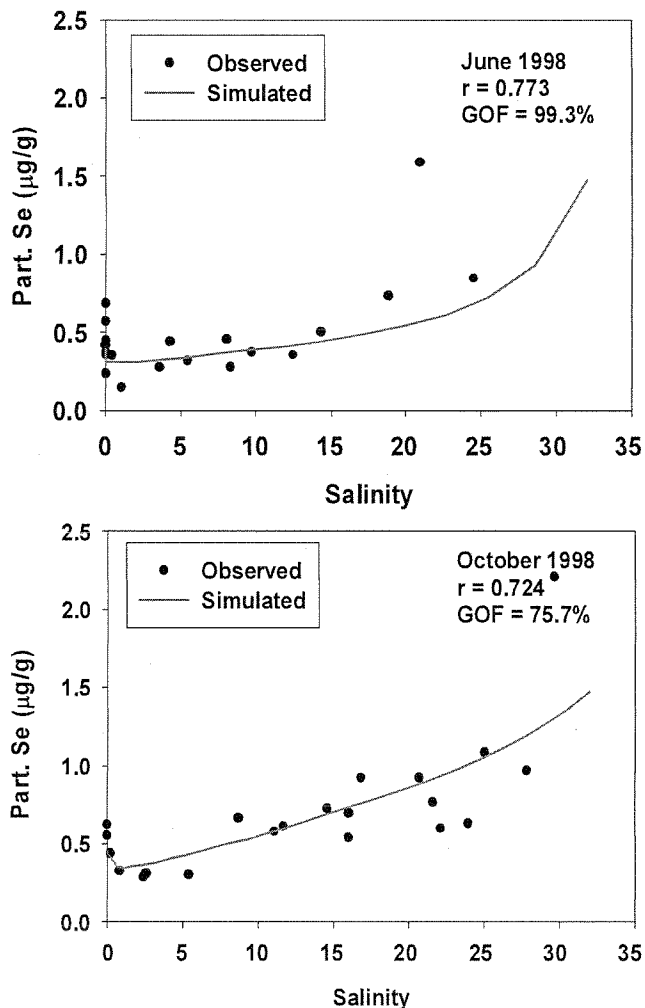 2.5
2.0
1.5
1.0
0.5
0.0
Part. Se (µg/g)
Observed
Simulated
June 1998
r = 0.773
GOF = 99.3%
0 5 10 15 20 25 30 35
Salinity
2.5
2.0
1.5
1.0
0.5
0.0
Part. Se (µg/g)
Observed
Simulated
October 1998
r = 0.724
GOF = 75.7%
0 5 10 15 20 25 30 35
Salinity